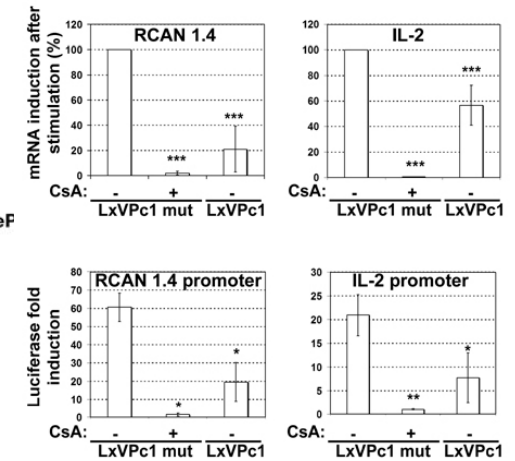 RCAN 1.4
IL-2
mRNA induction after
stimulation (%)
120
100
80
60
40
20
0
***
***
120
100
80
60
40
20
0
***
***
CsA: - + -
LxVPc1 mut LxVPc1
CsA: - + -
LxVPc1 mut LxVPc1
eP
RCAN 1.4 promoter
IL-2 promoter
Luciferase fold
induction
80
70
60
50
40
30
20
10
0
*
*
30
25
20
15
10
5
0
**
*
CsA: - + -
LxVPc1 mut LxVPc1
CsA: - + -
LxVPc1 mut LxVPc1